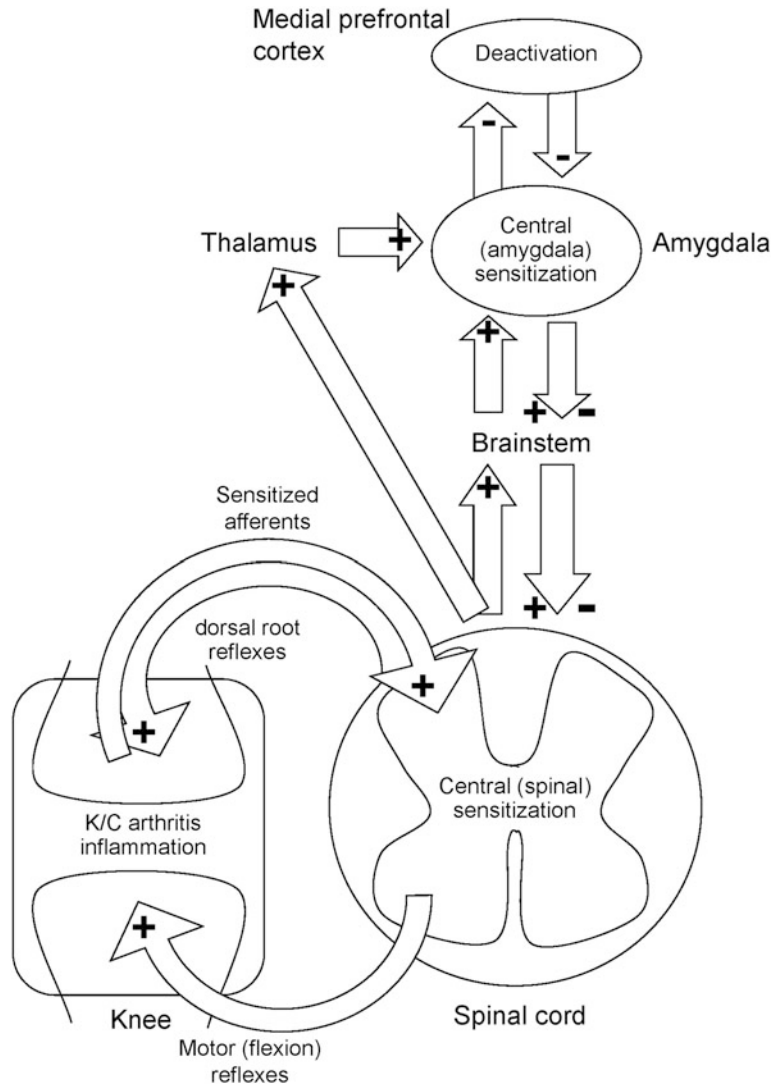 Medial prefrontal
cortex
Deactivation
-
-
Thalamus
+
Central
(amygdala)
sensitization
Amygdala
+
+
+ -
Brainstem
+
Sensitized
afferents
+ -
dorsal root
reflexes
+
+
Central (spinal)
sensitization
K/C arthritis
inflammation
+
Knee
Spinal cord
Motor (flexion)
reflexes